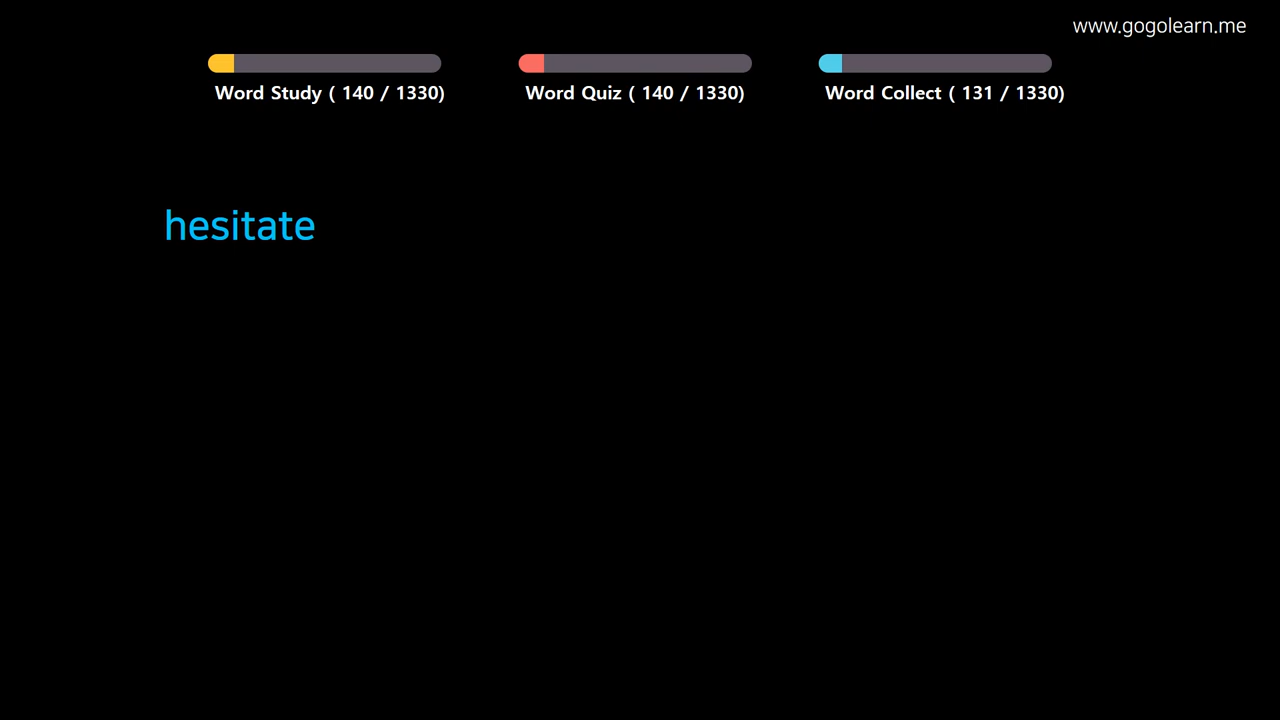 www.gogolearn.me
Word Study ( 140 / 1330)
Word Quiz ( 140 / 1330)
Word Collect ( 131 / 1330)
hesitate